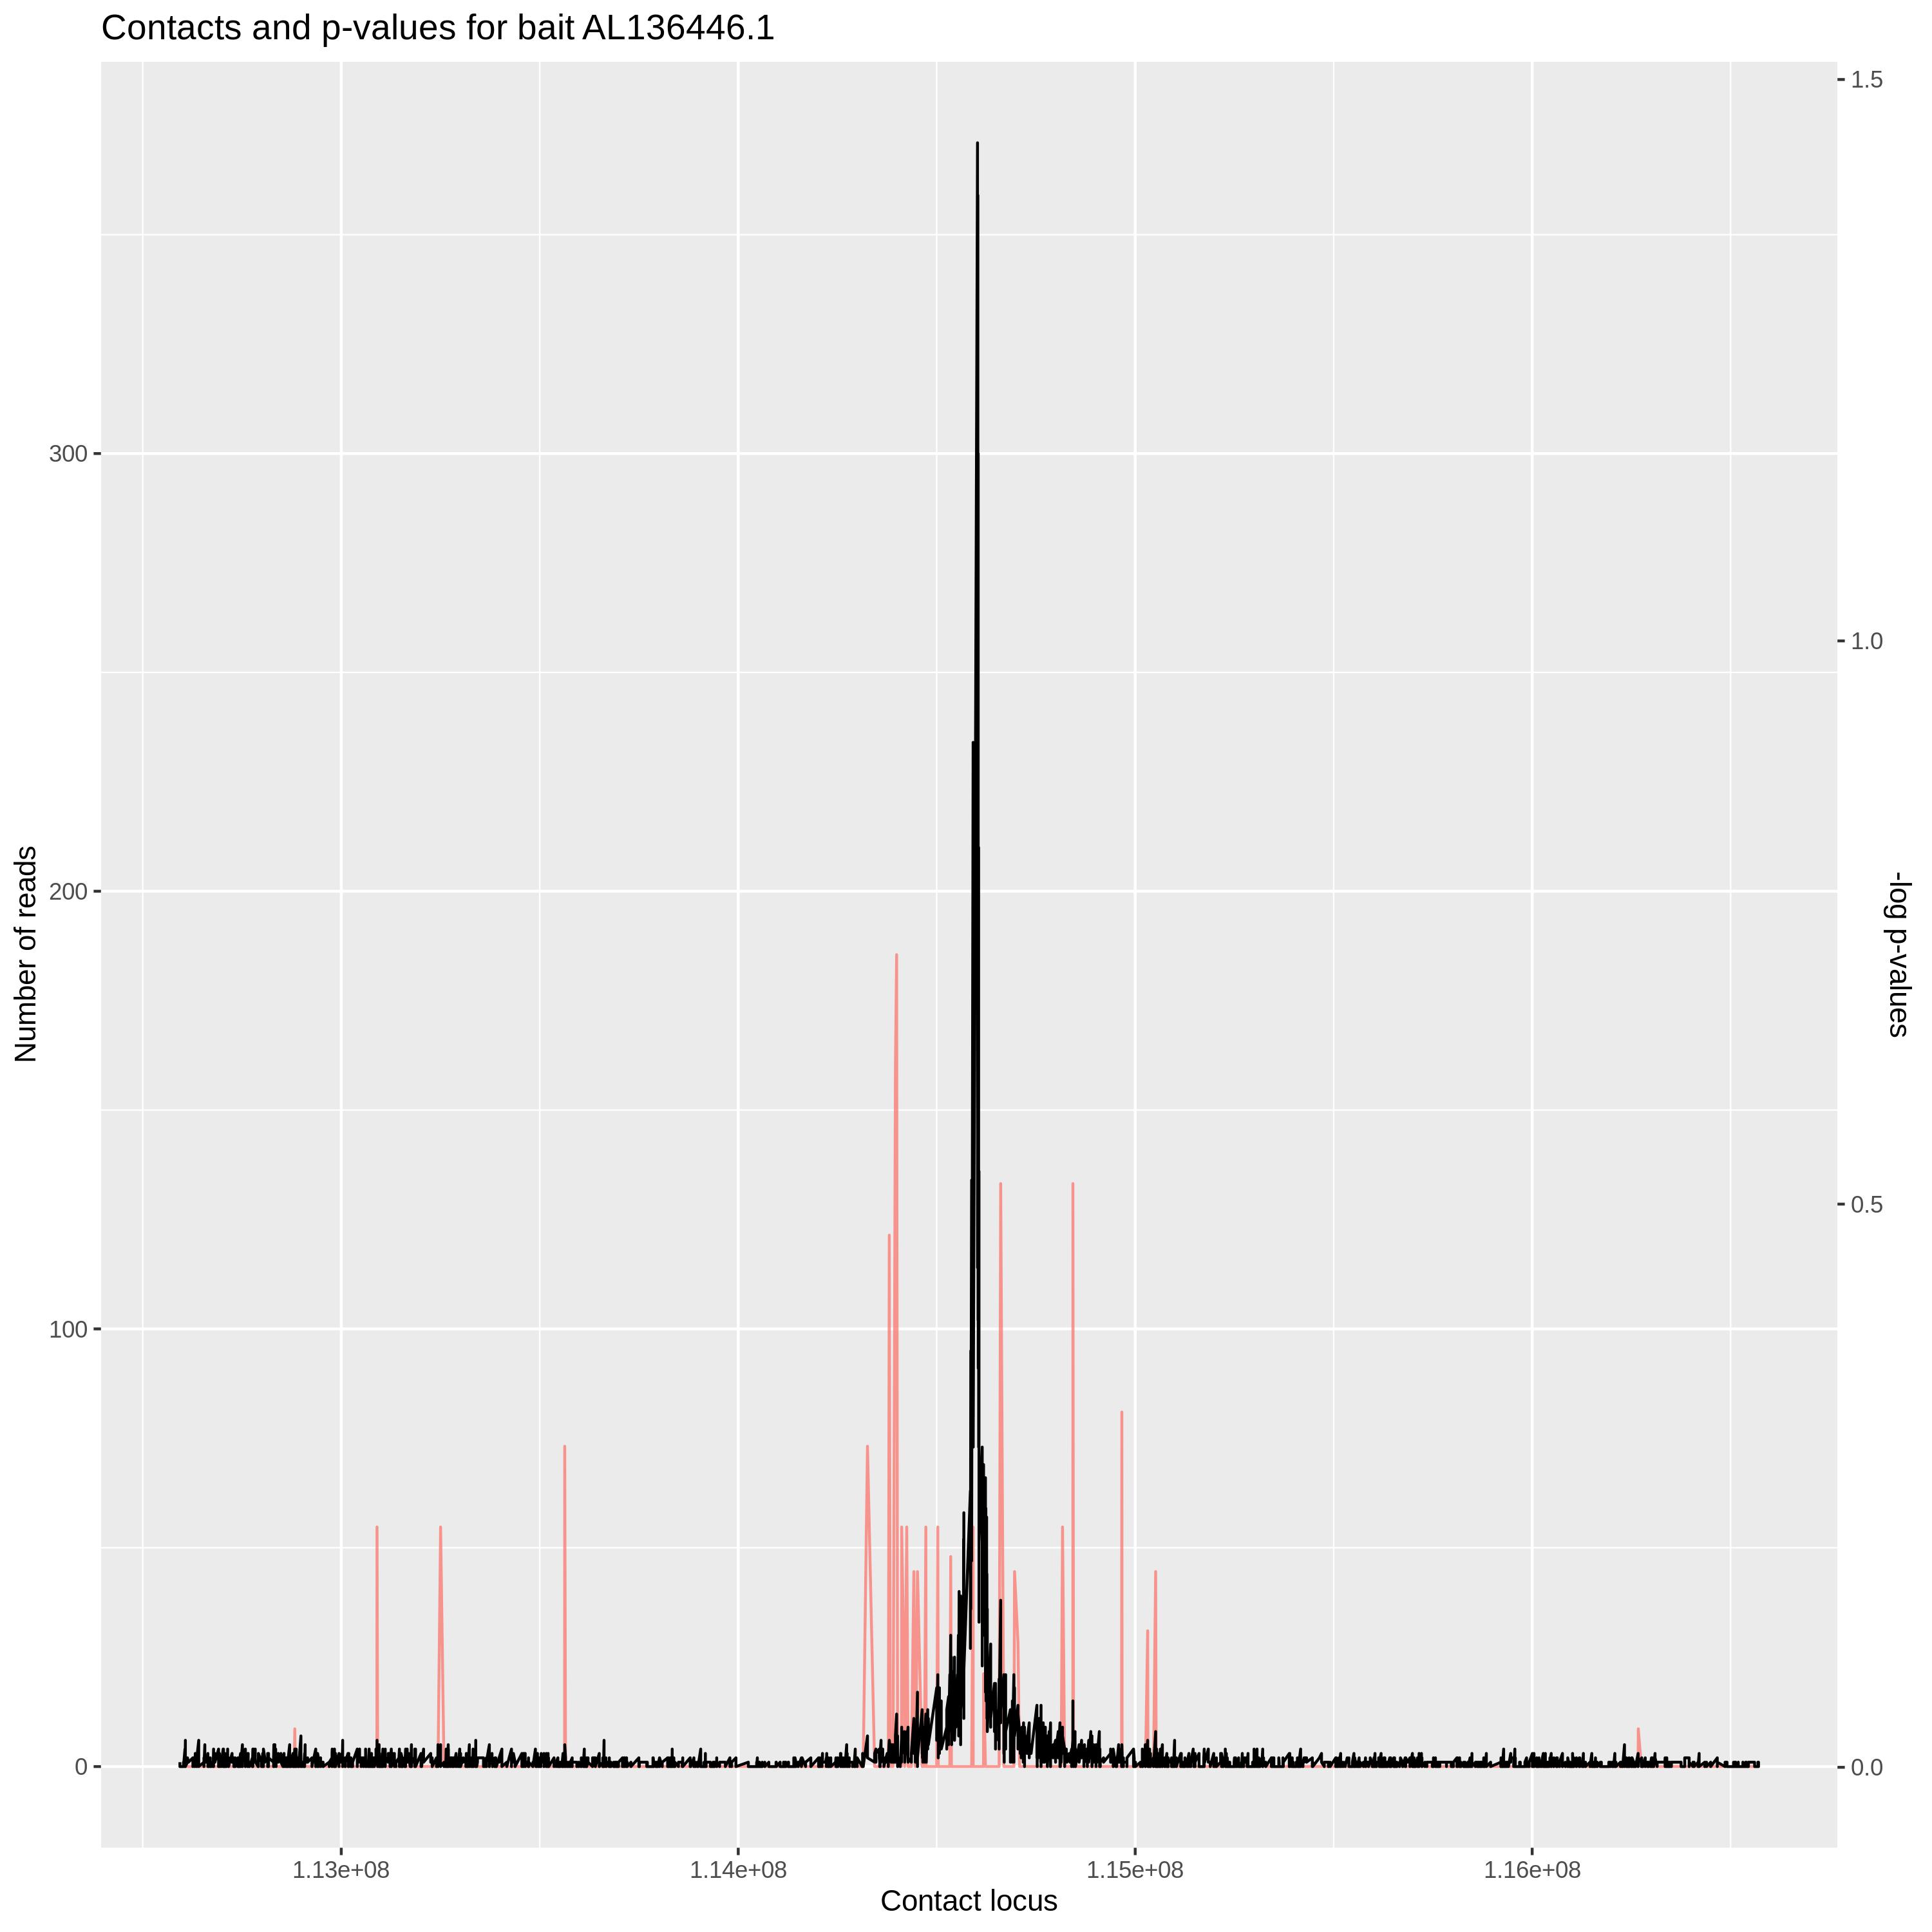 Contacts and p-values for bait AL136446.1
1.5
300
1.0
200
Number of reads
-log p-values
0.5
100
0
0.0
1.13e+08
1.14e+08
1.15e+08
1.16e+08
Contact locus